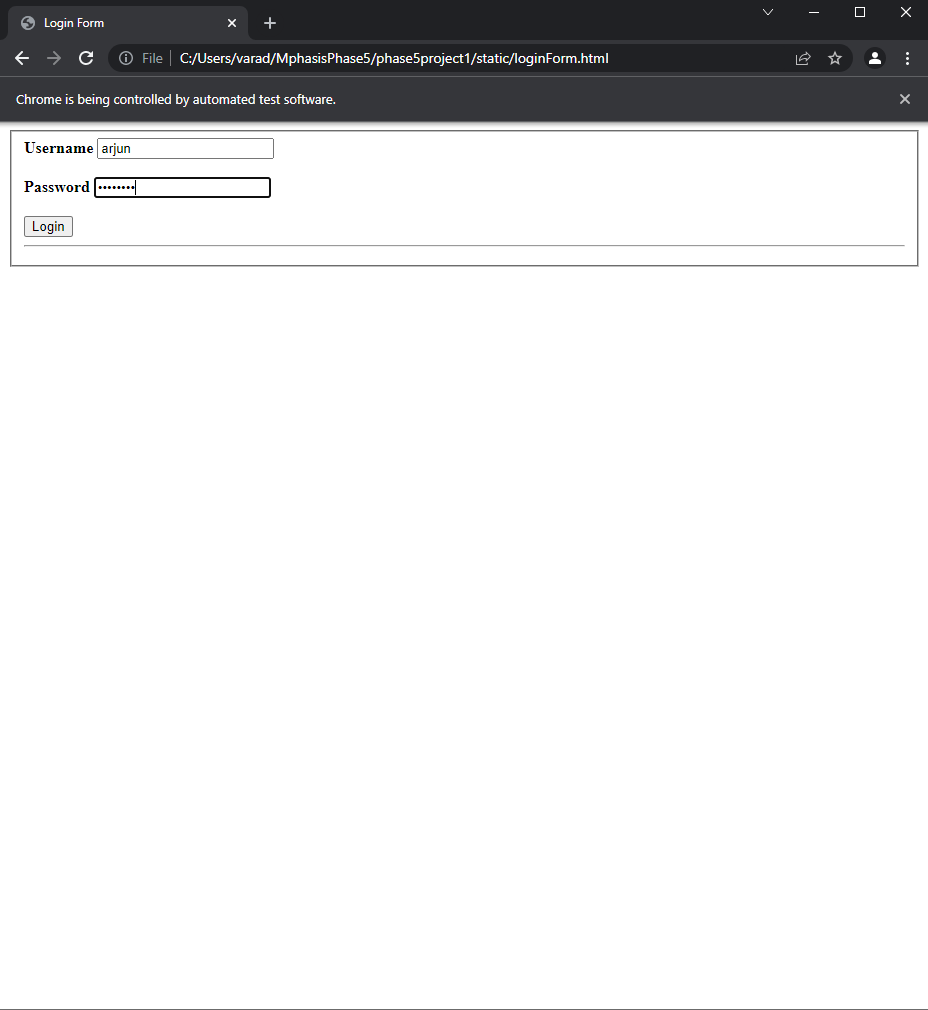 Login Form
File C:/Users/varad/MphasisPhase5/phase5project1/static/loginForm.html
Chrome is being controlled by automated test software.
Username arjun
Password ••••••••
Login